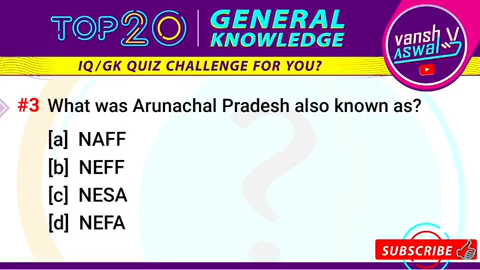 TOP20 GENERAL
KNOWLEDGE
vansh
ASWal
IQ/GK QUIZ CHALLENGE FOR YOU?
#3 What was Arunachal Pradesh also known as?
[a] NAFF
[b] NEFF
[c] NESA
[d] NEFA
SUBSCRIBE